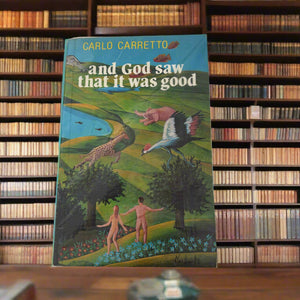 CARLO CARRETTO
and God saw
that it was good